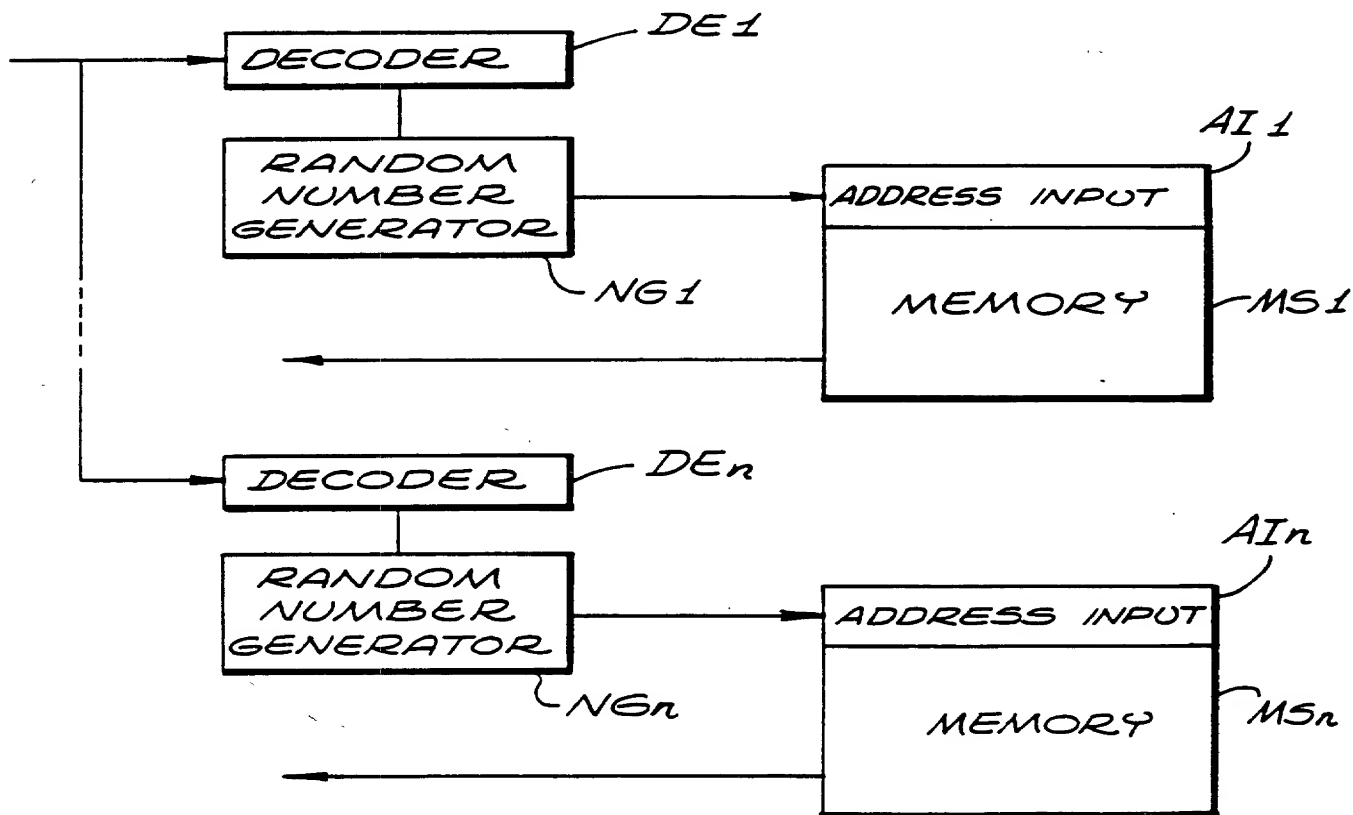 DECODER
DE1
RANDOM
NUMBER
GENERATOR
NG1
AI1
ADDRESS INPUT
MEMORY
MS1
DECODER
DEn
RANDOM
NUMBER
GENERATOR
NGn
AIn
ADDRESS INPUT
MEMORY
MSn